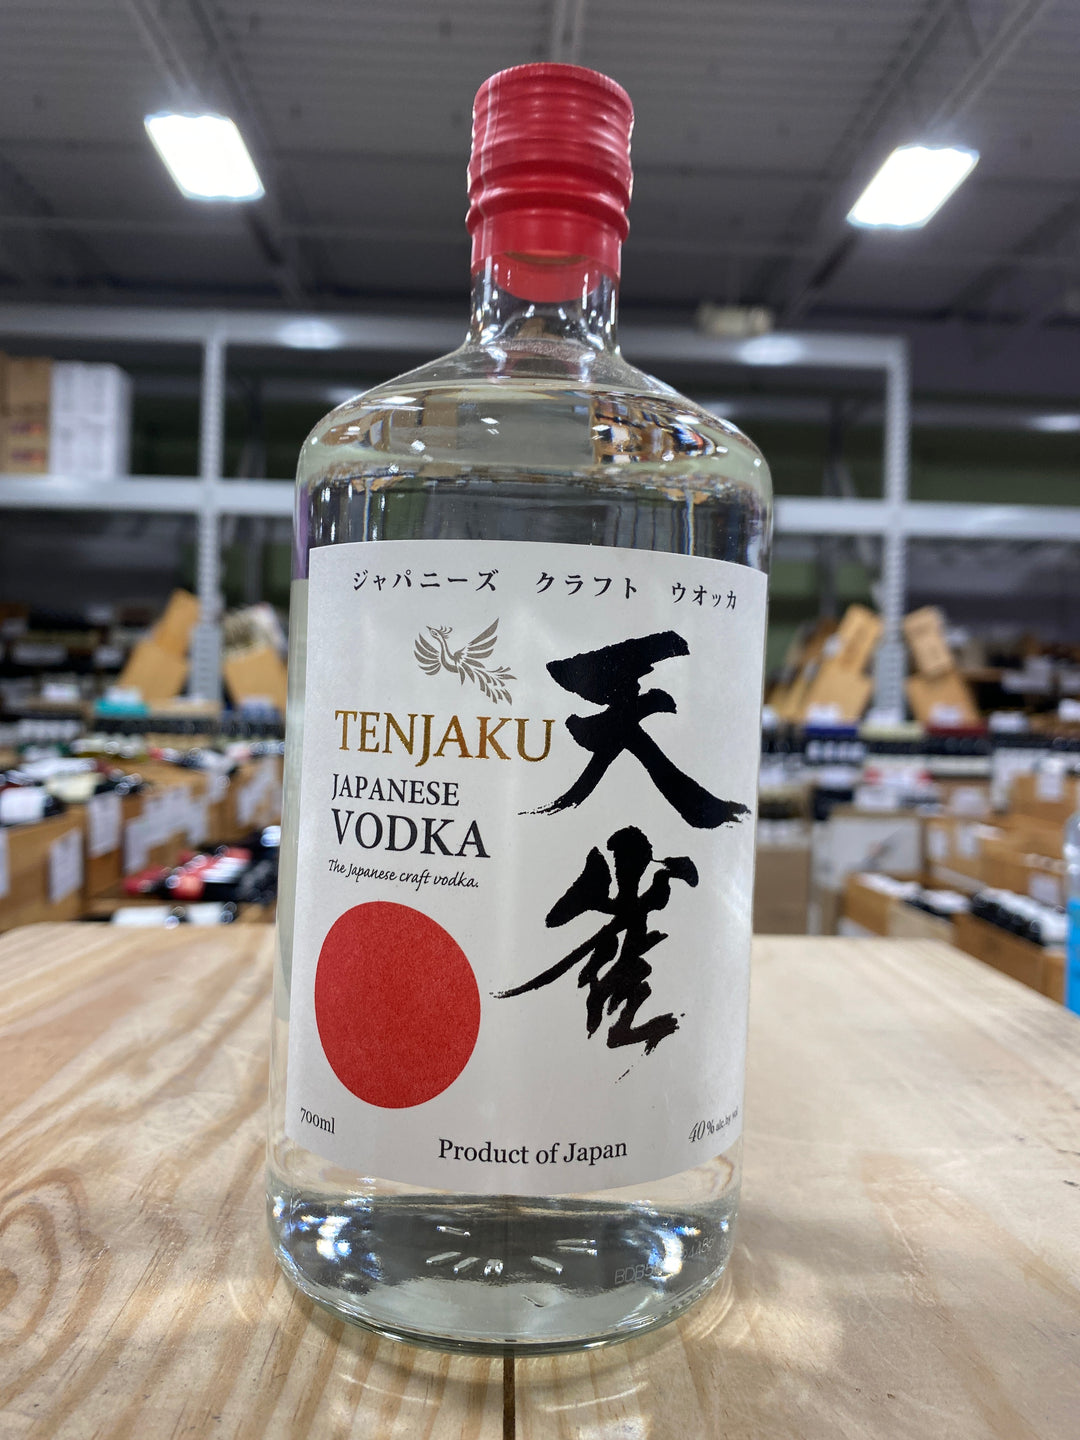 ジャパニーズ クラフト ウオッカ
TENJAKU
JAPANESE
VODKA
The Japanese craft vodka.
天雀
700ml
Product of Japan
40% alc. by vol